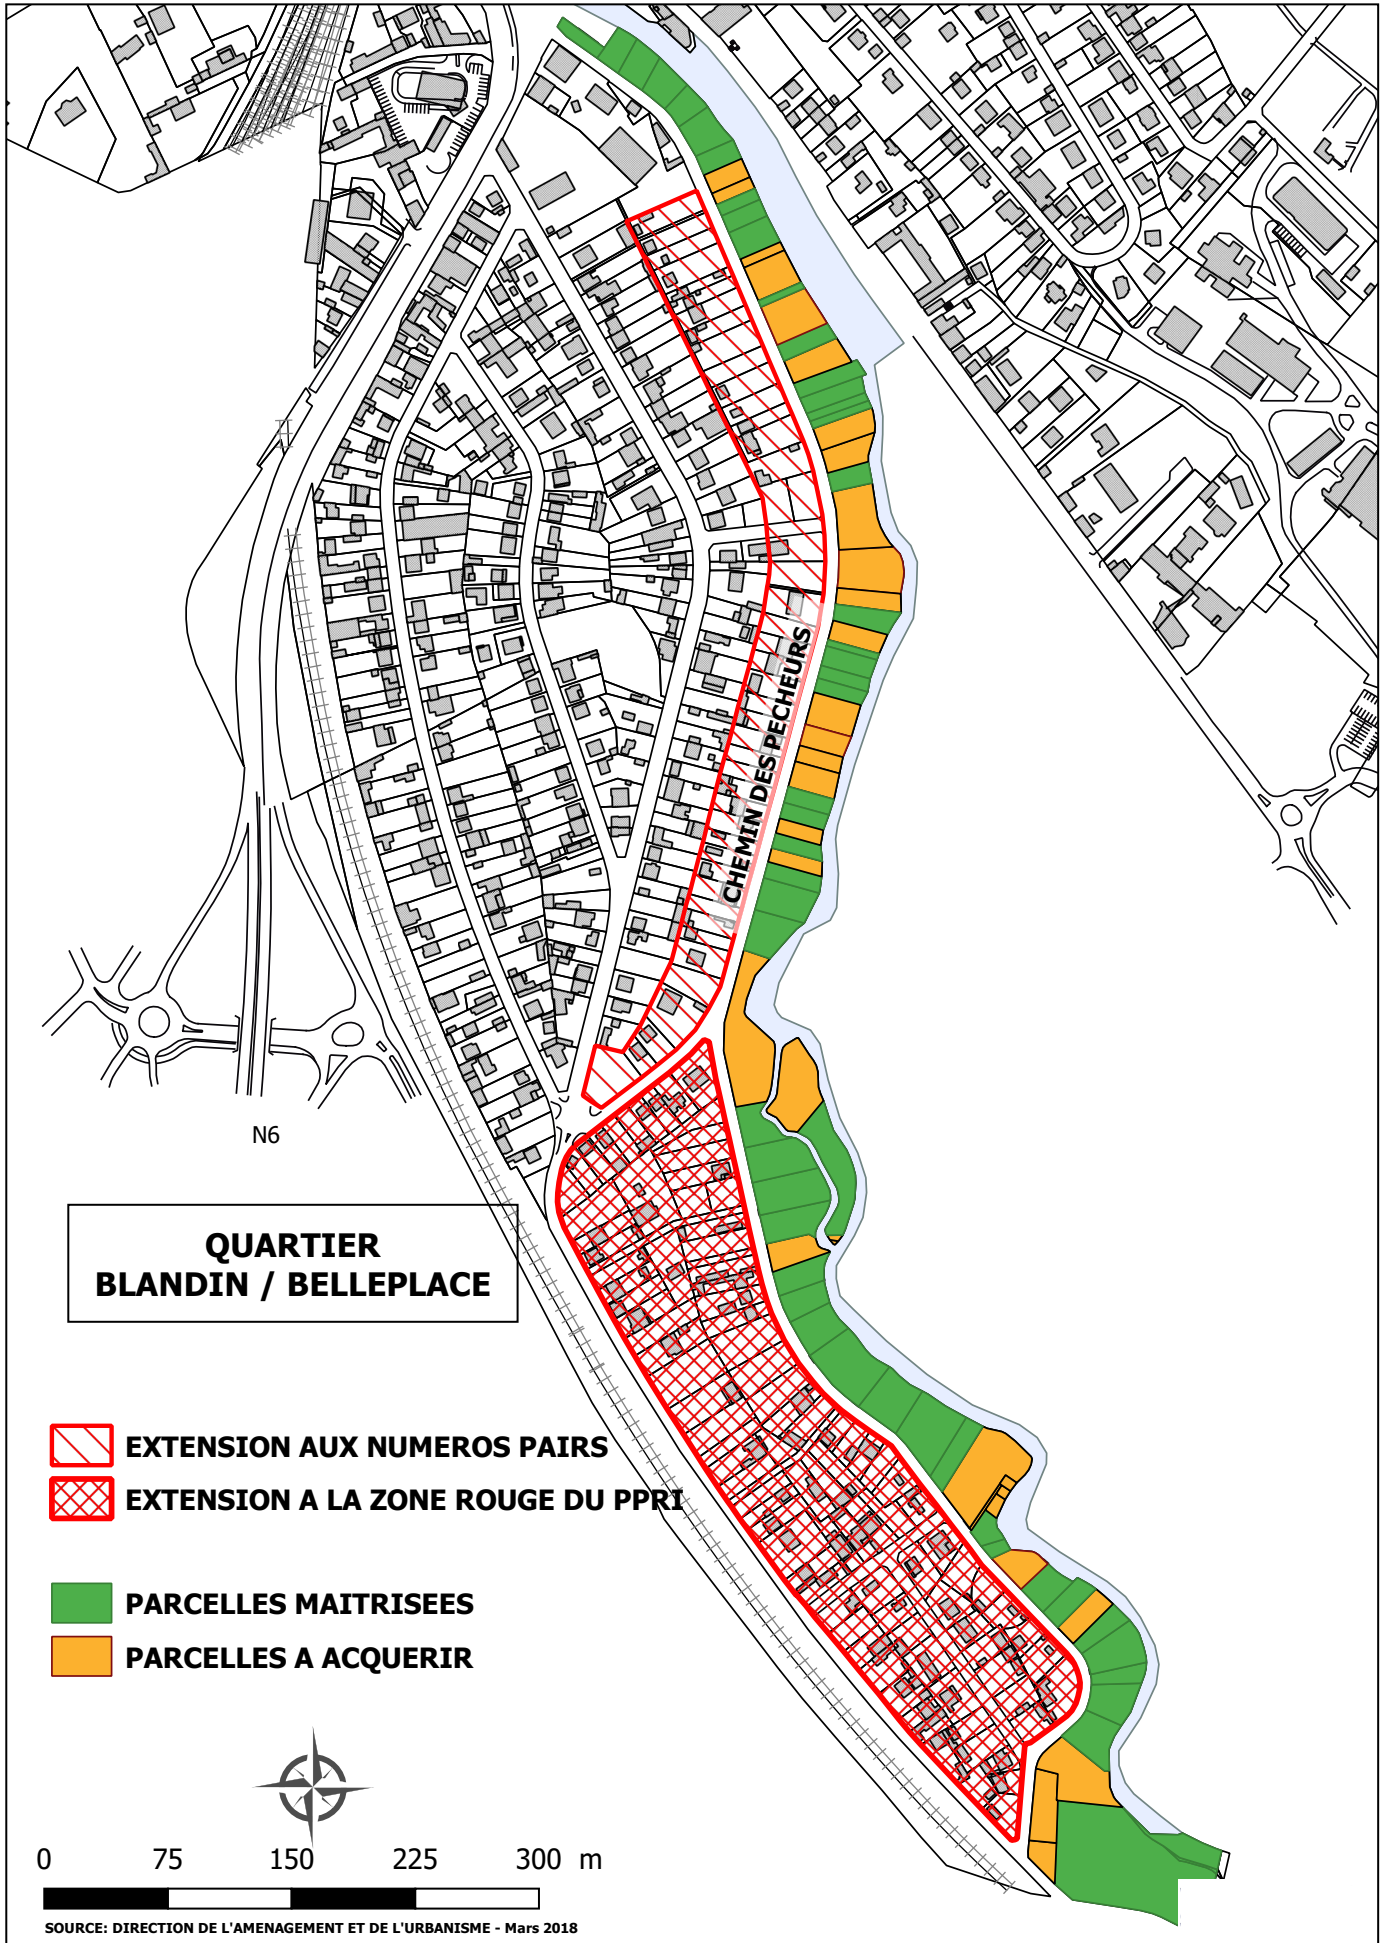 CHEMIN DES PECHEURS
N6
QUARTIER
BLANDIN / BELLEPLACE
EXTENSION AUX NUMEROS PAIRS
EXTENSION A LA ZONE ROUGE DU PPRI
PARCELLES MAITRISEES
PARCELLES A ACQUERIR
0 75 150 225 300 m
SOURCE: DIRECTION DE L'AMENAGEMENT ET DE L'URBANISME - Mars 2018